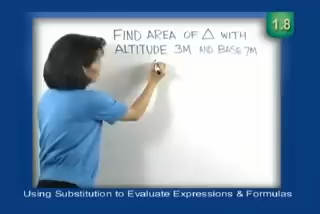 1.8
FIND AREA OF △ WITH
ALTITUDE 3M AND BASE 7M
Using Substitution to Evaluate Expressions & Formulas